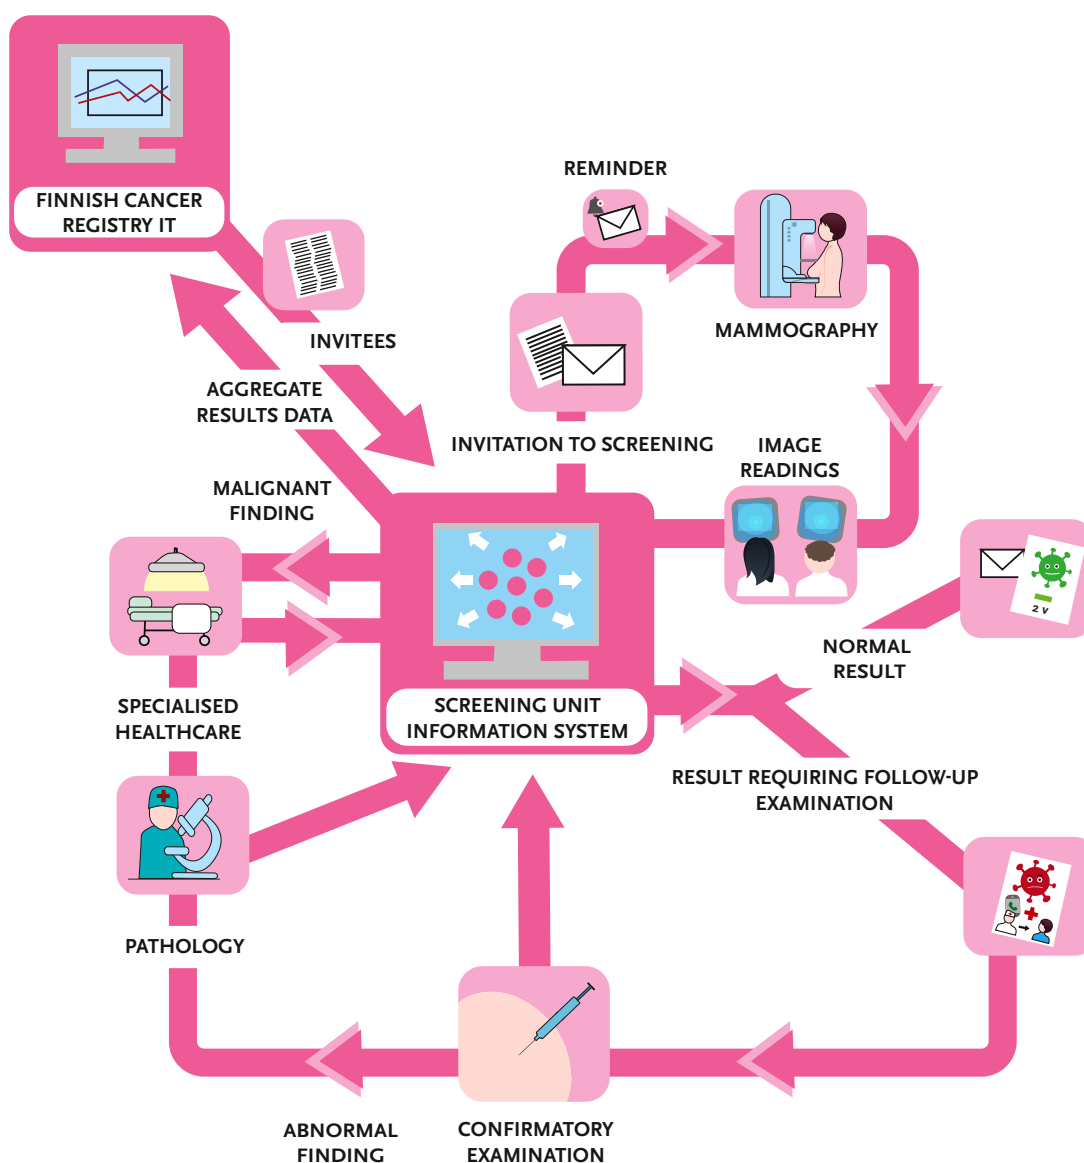 FINNISH CANCER
REGISTRY IT
REMINDER
MAMMOGRAPHY
INVITEES
AGGREGATE
RESULTS DATA
INVITATION TO SCREENING
IMAGE
READINGS
MALIGNANT
FINDING
2 V
NORMAL
RESULT
SPECIALISED
HEALTHCARE
SCREENING UNIT
INFORMATION SYSTEM
RESULT REQUIRING FOLLOW-UP
EXAMINATION
PATHOLOGY
ABNORMAL
FINDING
CONFIRMATORY
EXAMINATION